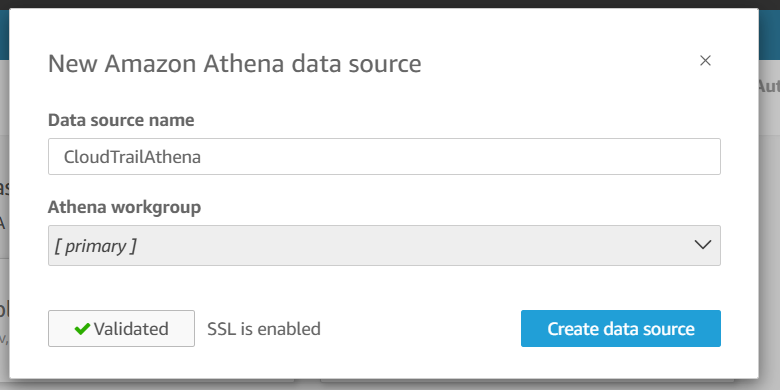 New Amazon Athena data source
Data source name
CloudTrailAthena
Athena workgroup
[ primary ]
Validated SSL is enabled Create data source